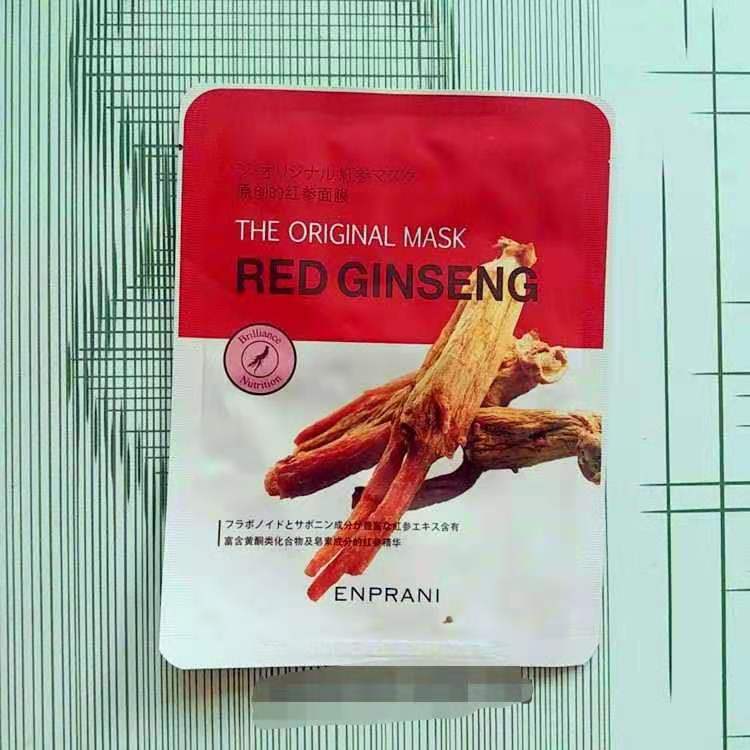 ジオリジナル紅参マスク
原创的紅参面膜
THE ORIGINAL MASK
RED GINSENG
Brilliance
Nutrition
フラボノイドとサポニン成分が豊富な紅参エキス含有
富含黄酮类化合物及皂素成分的红参精华
ENPRANI